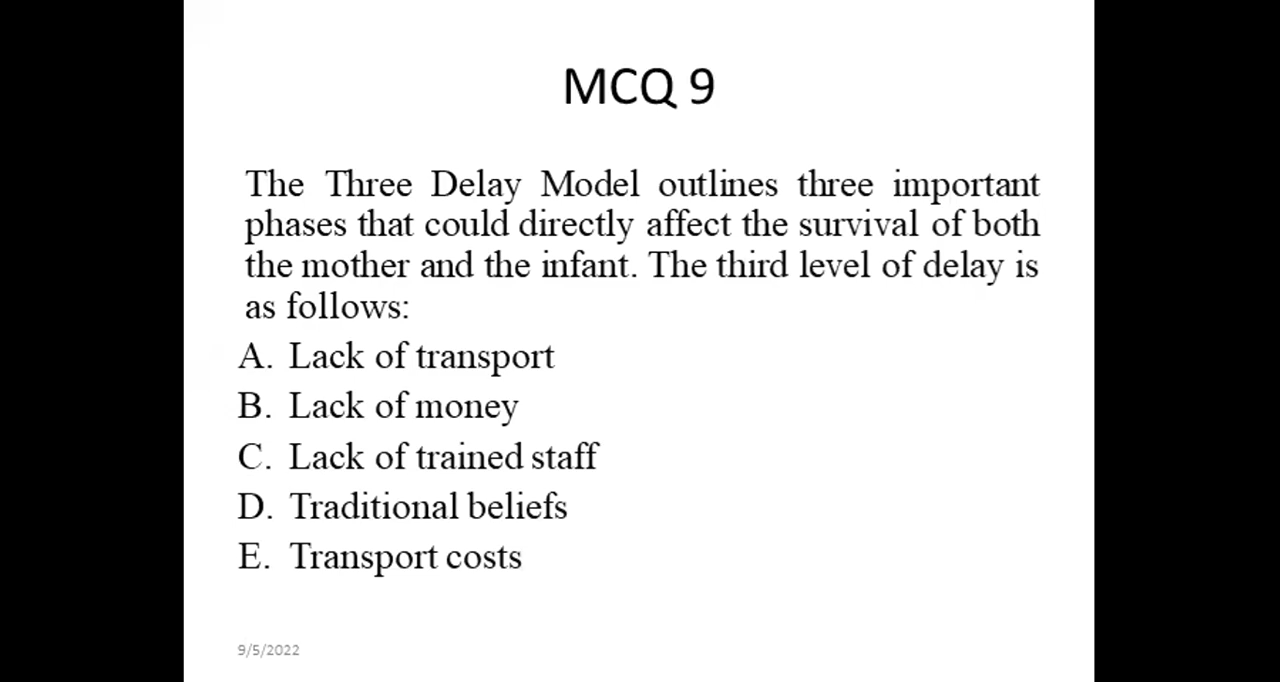 MCQ 9
The Three Delay Model outlines three important
phases that could directly affect the survival of both
the mother and the infant. The third level of delay is
as follows:
A. Lack of transport
B. Lack of money
C. Lack of trained staff
D. Traditional beliefs
E. Transport costs
9/5/2022